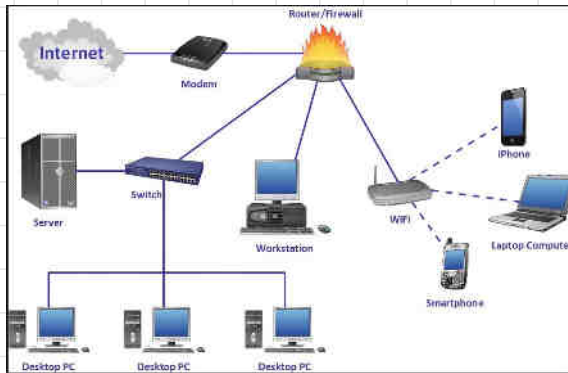 Router/Firewall
Internet
Modem
iPhone
Switch
Server
Workstation
WiFi
Laptop Compute
Smartphone
Desktop PC
Desktop PC
Desktop PC